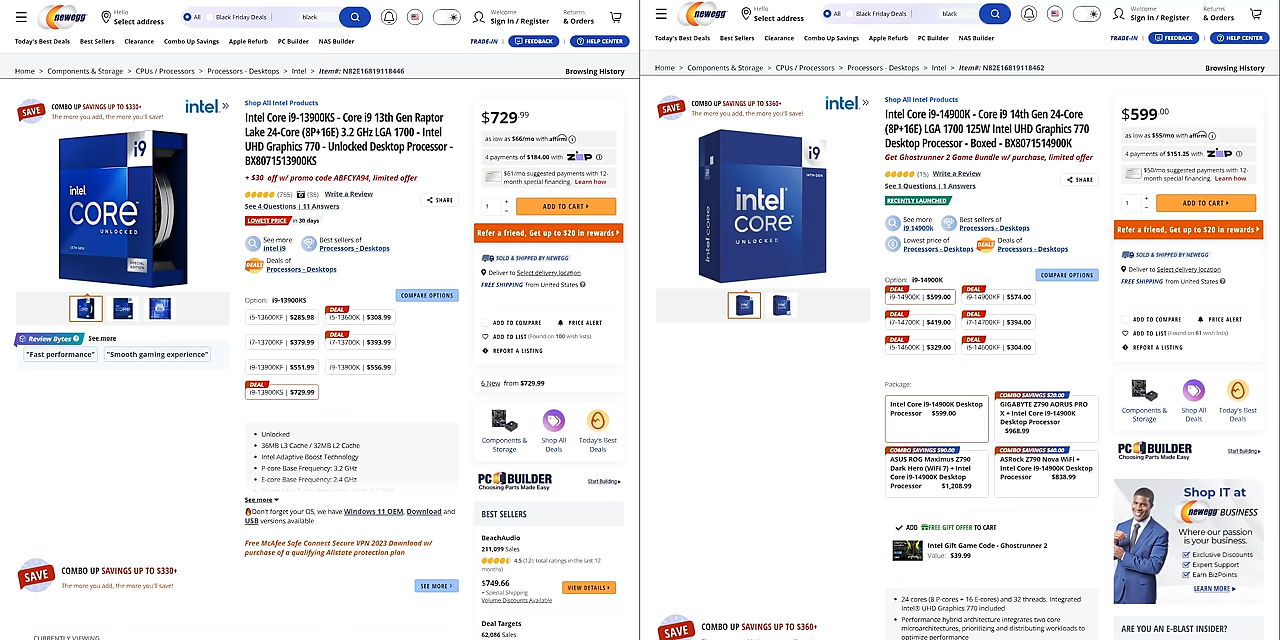 newegg
Hello
Select address
All
Black Friday Deals
black
Welcome
Sign In / Register
Returns
& Orders
Today's Best Deals
Best Sellers
Clearance
Combo Up Savings
Apple Refurb
PC Builder
NAS Builder
TRADE-IN
FEEDBACK
HELP CENTER
Home > Components & Storage > CPUs / Processors > Processors - Desktops > Intel > Item#: N82E16819118446
Browsing History
SAVE
COMBO UP SAVINGS UP TO $330+
The more you add, the more you'll save!
intel
i9
intel
CORE
UNLOCKED
13TH GEN
SPECIAL EDITION
Review Bytes
See more
"Fast performance"
"Smooth gaming experience"
Shop All Intel Products
Intel Core i9-13900KS - Core i9 13th Gen Raptor
Lake 24-Core (8P+16E) 3.2 GHz LGA 1700 - Intel
UHD Graphics 770 - Unlocked Desktop Processor -
BX8071513900KS
+ $30 off w/ promo code ABFCYA94, limited offer
(755)
(85)
Write a Review
See 4 Questions | 11 Answers
SHARE
LOWEST PRICE in 30 days
See more
Intel i9
Best sellers of
Processors - Desktops
DEALS
Deals of
Processors - Desktops
COMPARE OPTIONS
Option: i9-13900KS
i5-13600KF | $285.98
DEAL
i5-13600K | $308.99
i7-13700KF | $379.99
DEAL
i7-13700K | $393.99
i9-13900KF | $551.99
i9-13900K | $556.99
DEAL
i9-13900KS | $729.99
Unlocked
36MB L3 Cache / 32MB L2 Cache
Intel Adaptive Boost Technology
P-core Base Frequency: 3.2 GHz
E-core Base Frequency: 2.4 GHz
See more
Don't forget your OS, we have Windows 11 OEM, Download and
USB versions available
Free McAfee Safe Connect Secure VPN 2023 Download w/
purchase of a qualifying Allstate protection plan
SAVE
COMBO UP SAVINGS UP TO $330+
The more you add, the more you'll save!
SEE MORE
CURRENTLY VIEWING
$729.99
as low as $66/mo with affirm
4 payments of $184.00 with ZIP
$61/mo suggested payments with 12-
month special financing. Learn how
1
ADD TO CART
Refer a friend, Get up to $20 in rewards
SOLD & SHIPPED BY NEWEGG
Deliver to Select delivery location
FREE SHIPPING from United States
ADD TO COMPARE
PRICE ALERT
ADD TO LIST (Found on 100 wish lists)
REPORT A LISTING
6 New from $729.99
Components &
Storage
Shop All
Deals
Today's Best
Deals
PC BUILDER
Choosing Parts Made Easy
Start Building
BEST SELLERS
BeachAudio
211,099 Sales
4.5 (121 total ratings in the last 12
months)
$749.66
+ Special Shipping
Volume Discounts Available
VIEW DETAILS
Deal Targets
62,086 Sales
newegg
Hello
Select address
All
Black Friday Deals
black
Welcome
Sign In / Register
Returns
& Orders
Today's Best Deals
Best Sellers
Clearance
Combo Up Savings
Apple Refurb
PC Builder
NAS Builder
TRADE-IN
FEEDBACK
HELP CENTER
Home > Components & Storage > CPUs / Processors > Processors - Desktops > Intel > Item#: N82E16819118462
Browsing History
SAVE
COMBO UP SAVINGS UP TO $360+
The more you add, the more you'll save!
intel
i9
14TH GEN
intel
CORE
UNLOCKED
intel CORE
Shop All Intel Products
Intel Core i9-14900K - Core i9 14th Gen 24-Core
(8P+16E) LGA 1700 125W Intel UHD Graphics 770
Desktop Processor - Boxed - BX8071514900K
Get Ghostrunner 2 Game Bundle w/ purchase, limited offer
(15)
Write a Review
See 1 Questions | 1 Answers
SHARE
RECENTLY LAUNCHED
See more
i9 14900k
Best sellers of
Processors - Desktops
Lowest price of
Processors - Desktops
DEALS
Deals of
Processors - Desktops
COMPARE OPTIONS
Option: i9-14900K
DEAL
i9-14900K | $599.00
DEAL
i9-14900KF | $574.00
DEAL
i7-14700K | $419.00
DEAL
i7-14700KF | $394.00
DEAL
i5-14600K | $329.00
DEAL
i5-14600KF | $304.00
Package:
Intel Core i9-14900K Desktop
Processor $599.00
COMBO SAVINGS $20.00
GIGABYTE Z790 AORUS PRO
X + Intel Core i9-14900K
Desktop Processor
$968.99
COMBO SAVINGS $90.00
ASUS ROG Maximus Z790
Dark Hero (WiFi 7) + Intel
Core i9-14900K Desktop
Processor $1,208.99
COMBO SAVINGS $40.00
ASRock Z790 Nova WiFi +
Intel Core i9-14900K Desktop
Processor $838.99
ADD FREE GIFT OFFER TO CART
Intel Gift Game Code - Ghostrunner 2
Value: $39.99
24 cores (8 P-cores + 16 E-cores) and 32 threads. Integrated
Intel® UHD Graphics 770 included
Performance hybrid architecture integrates two core
microarchitectures, prioritizing and distributing workloads to
optimize performance
SAVE
COMBO UP SAVINGS UP TO $360+
$599.00
as low as $55/mo with affirm
4 payments of $151.25 with ZIP
$50/mo suggested payments with 12-
month special financing. Learn how
1
ADD TO CART
Refer a friend, Get up to $20 in rewards
SOLD & SHIPPED BY NEWEGG
Deliver to Select delivery location
FREE SHIPPING from United States
ADD TO COMPARE
PRICE ALERT
ADD TO LIST (Found on 61 wish lists)
REPORT A LISTING
Components &
Storage
Shop All
Deals
Today's Best
Deals
PC BUILDER
Choosing Parts Made Easy
Start Building
Shop IT at
newegg BUSINESS
Where our passion
is your business.
Exclusive Discounts
Expert Support
Earn BizPoints
LEARN MORE
ARE YOU AN E-BLAST INSIDER?